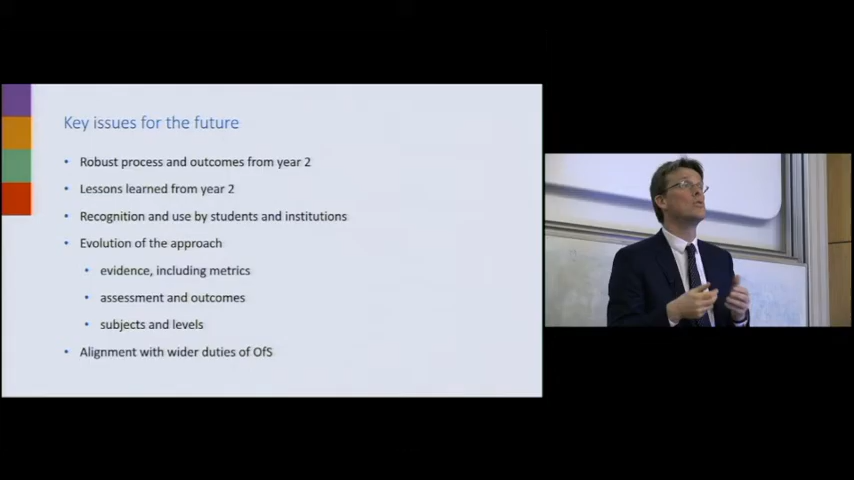 Key issues for the future
• Robust process and outcomes from year 2
• Lessons learned from year 2
• Recognition and use by students and institutions
• Evolution of the approach
• evidence, including metrics
• assessment and outcomes
• subjects and levels
• Alignment with wider duties of OfS